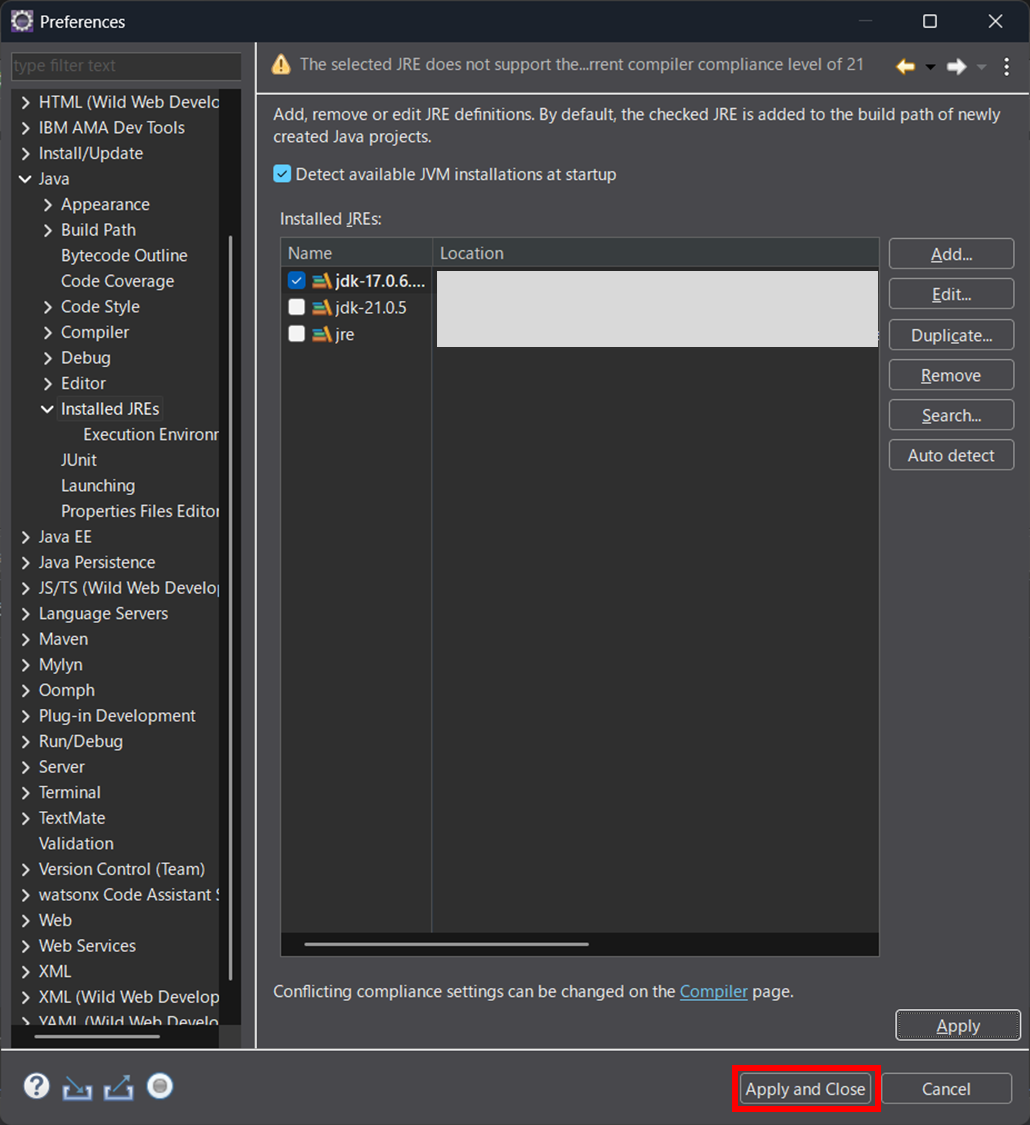 Preferences
type filter text
HTML (Wild Web Develo
IBM AMA Dev Tools
Install/Update
Java
Appearance
Build Path
Bytecode Outline
Code Coverage
Code Style
Compiler
Debug
Editor
Installed JREs
Execution Environr
JUnit
Launching
Properties Files Editor
Java EE
Java Persistence
JS/TS (Wild Web Develop
Language Servers
Maven
Mylyn
Oomph
Plug-in Development
Run/Debug
Server
Terminal
TextMate
Validation
Version Control (Team)
watsonx Code Assistant S
Web
Web Services
XML
XML (Wild Web Develop
YAML (Wild Web Develo
The selected JRE does not support the...rrent compiler compliance level of 21
Add, remove or edit JRE definitions. By default, the checked JRE is added to the build path of newly
created Java projects.
Detect available JVM installations at startup
Installed JREs:
Name Location
jdk-17.0.6....
jdk-21.0.5
jre
Add...
Edit...
Duplicate...
Remove
Search...
Auto detect
Conflicting compliance settings can be changed on the Compiler page.
Apply
Apply and Close Cancel